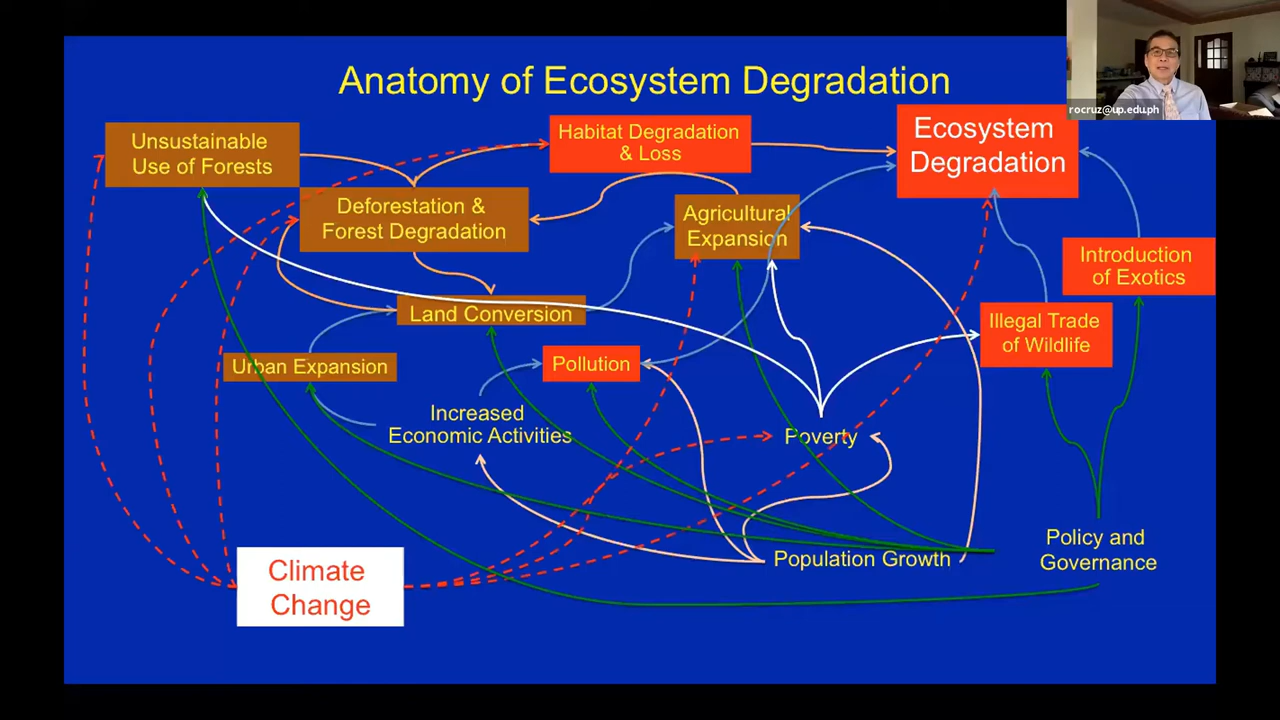 Anatomy of Ecosystem Degradation
rocruz@up.edu.ph
Unsustainable
Use of Forests
Habitat Degradation
& Loss
Ecosystem
Degradation
Deforestation &
Forest Degradation
Agricultural
Expansion
Introduction
of Exotics
Land Conversion
Illegal Trade
of Wildlife
Urban Expansion
Pollution
Increased
Economic Activities
Poverty
Climate
Change
Population Growth
Policy and
Governance